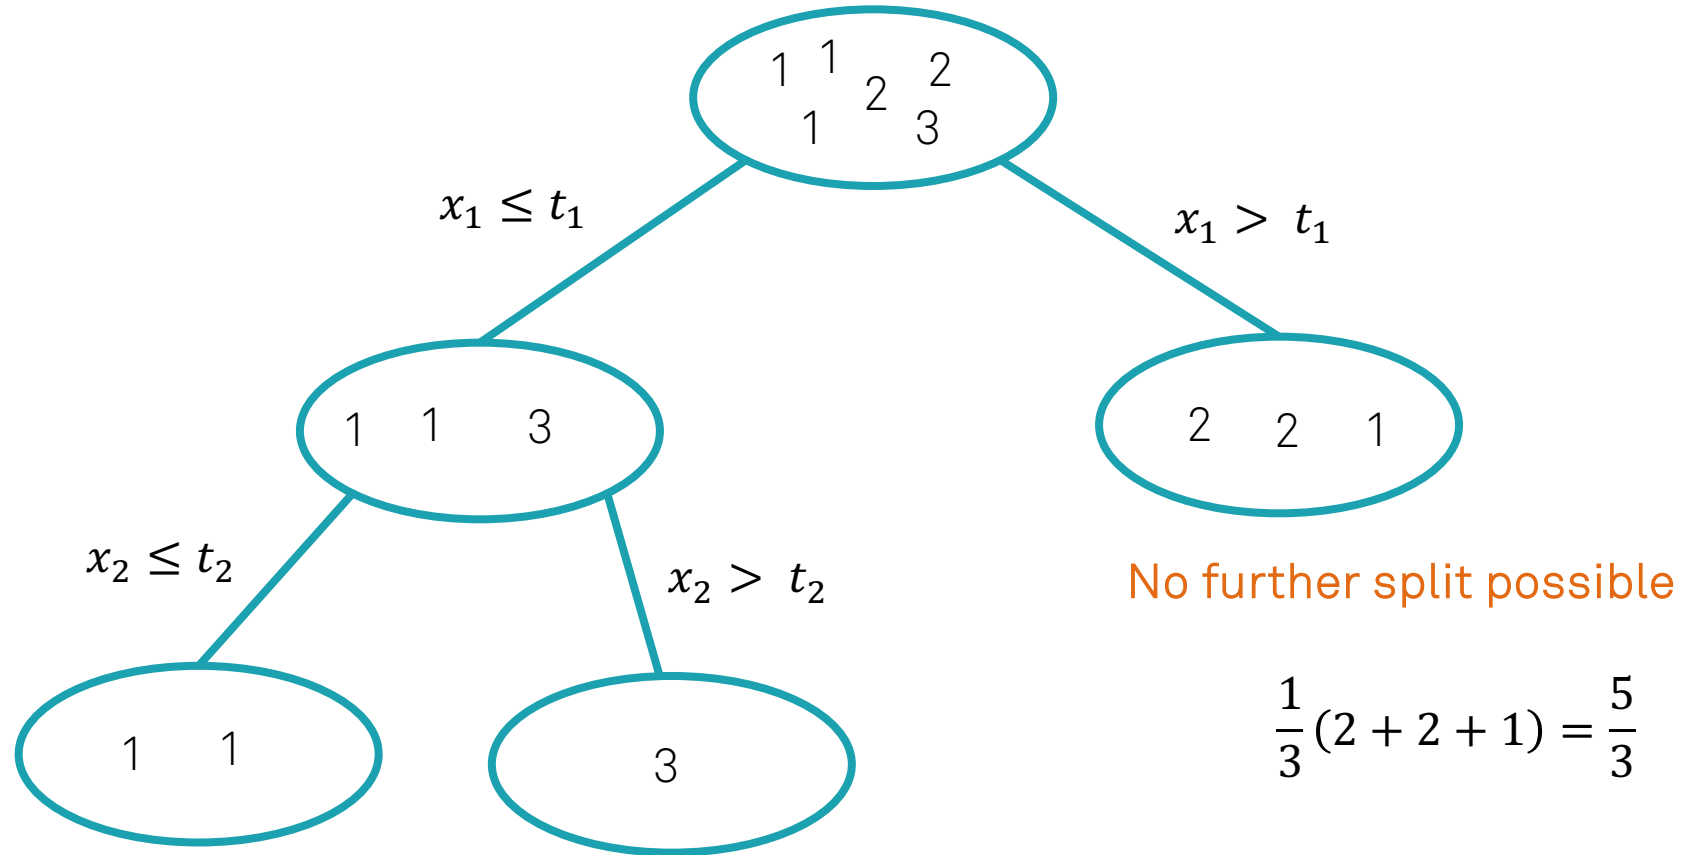 1 1 2 2
1 3
x₁ ≤ t₁
x₁ > t₁
1 1 3
2 2 1
x₂ ≤ t₂
x₂ > t₂
No further split possible
1 1
3
1/3 (2 + 2 + 1) = 5/3